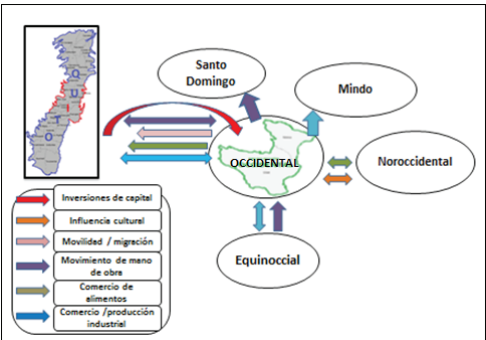 QUITO
Santo
Domingo
Mindo
OCCIDENTAL
Noroccidental
Equinoccial
Inversiones de capital
Influencia cultural
Movilidad / migración
Movimiento de mano
de obra
Comercio de
alimentos
Comercio /producción
industrial